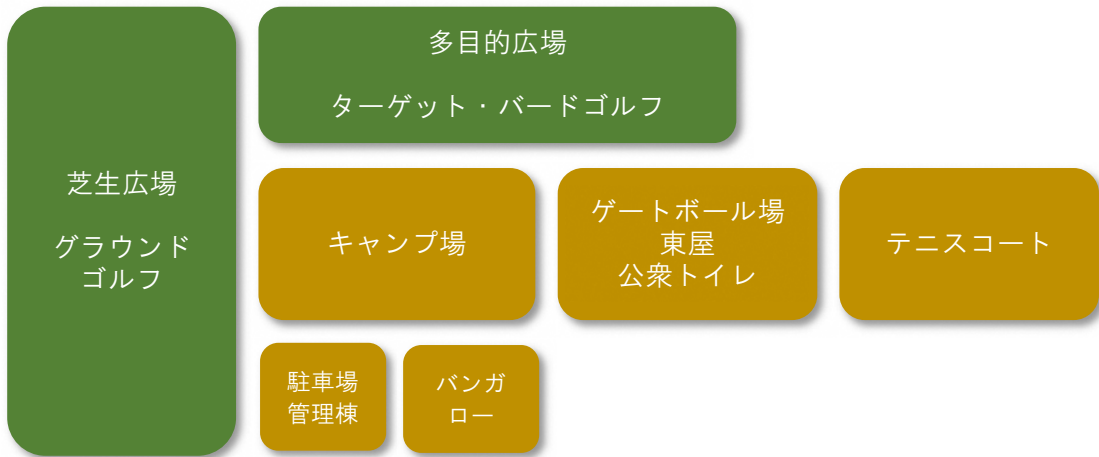 芝生広場
グラウンド
ゴルフ
多目的広場
ターゲット・バードゴルフ
キャンプ場
ゲートボール場
東屋
公衆トイレ
テニスコート
駐車場
管理棟
バンガ
ロー